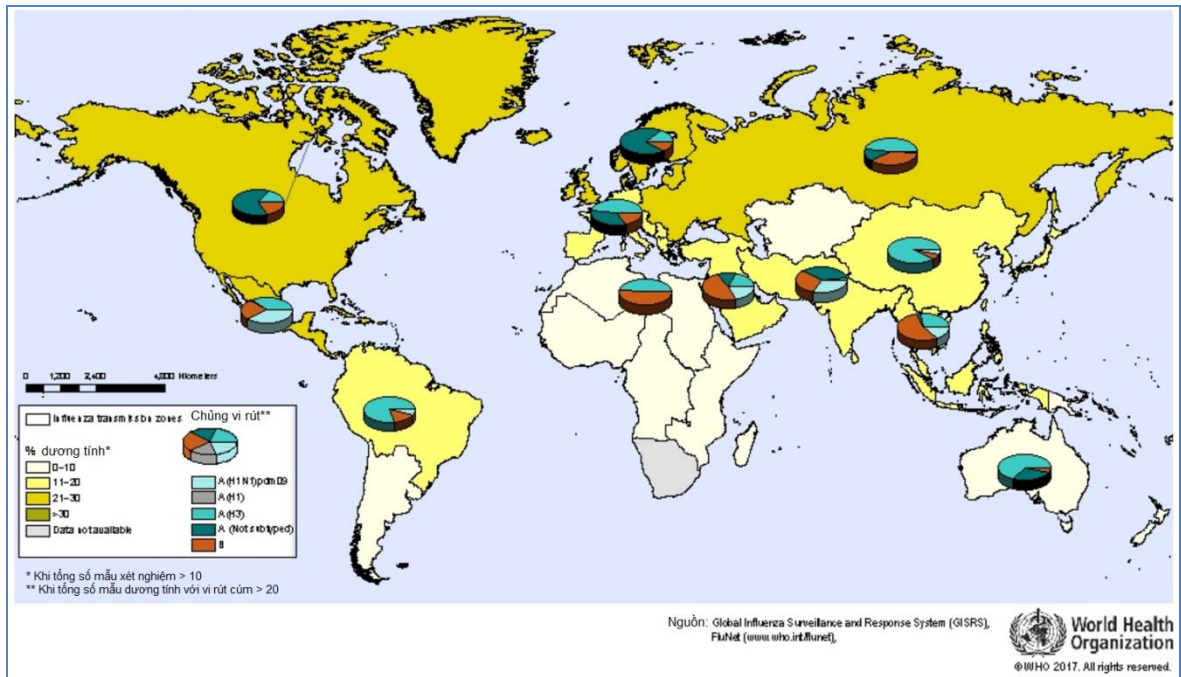 0 1,200 2,400 4,800 Kilometers
Influenza transmission zones
Chủng vi rút**
% dương tính*
0-10
11-20
21-30
>30
Data not available
A(H1N1)pdm09
A(H1)
A(H3)
A (Not subtyped)
B
* Khi tổng số mẫu xét nghiệm > 10
** Khi tổng số mẫu dương tính với vi rút cúm > 20
Nguồn: Global Influenza Surveillance and Response System (GISRS),
FluNet (www.who.int/flunet),
World Health
Organization
©WHO 2017. All rights reserved.